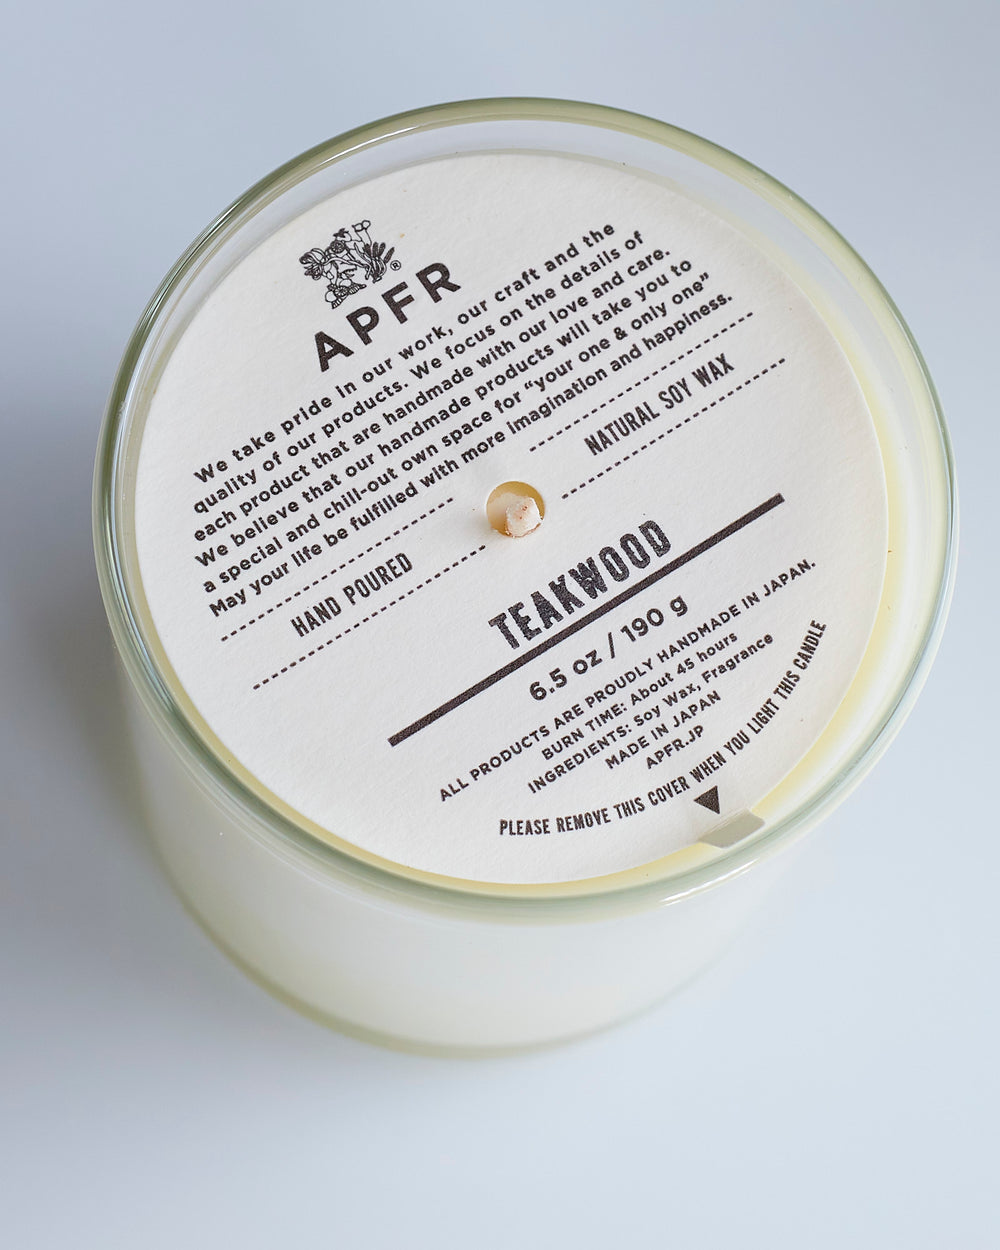 ®
APFR
We take pride in our work, our craft and the
quality of our products. We focus on the details of
each product that are handmade with our love and care.
We believe that our handmade products will take you to
a special and chill-out own space for “your one & only one”
May your life be fulfilled with more imagination and happiness.
HAND POURED
NATURAL SOY WAX
TEAKWOOD
6.5 oz / 190 g
ALL PRODUCTS ARE PROUDLY HANDMADE IN JAPAN.
BURN TIME: About 45 hours
INGREDIENTS: Soy Wax, Fragrance
MADE IN JAPAN
APFR.JP
PLEASE REMOVE THIS COVER WHEN YOU LIGHT THIS CANDLE